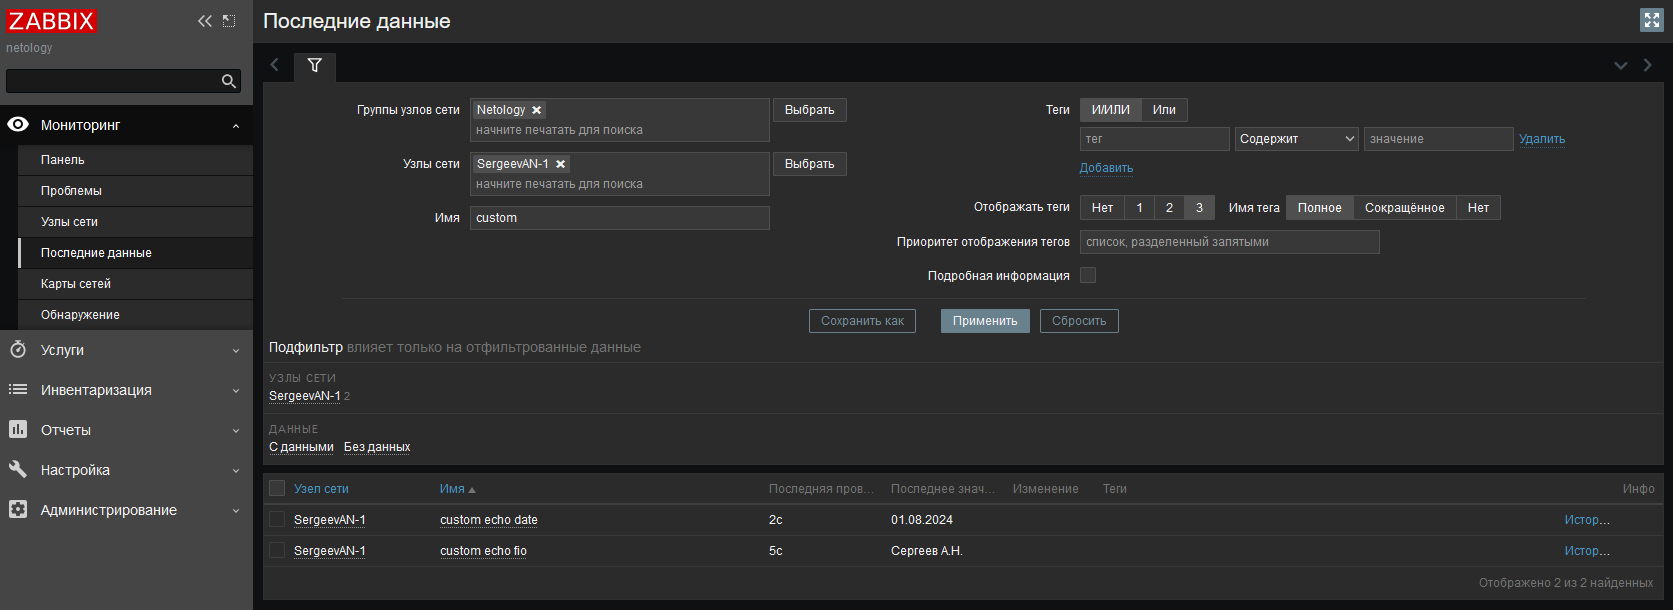 ZABBIX
netology
Мониторинг
Панель
Проблемы
Узлы сети
Последние данные
Карты сетей
Обнаружение
Услуги
Инвентаризация
Отчеты
Настройка
Администрирование
Последние данные
Группы узлов сети Netology Выбрать
начните печатать для поиска
Узлы сети SergeevAN-1 Выбрать
начните печатать для поиска
Имя custom
Теги И/ИЛИ Или
тег Содержит значение Удалить
Добавить
Отображать теги Нет 1 2 3 Имя тега Полное Сокращённое Нет
Приоритет отображения тегов список, разделенный запятыми
Подробная информация
Сохранить как Применить Сбросить
Подфильтр влияет только на отфильтрованные данные
УЗЛЫ СЕТИ
SergeevAN-1 2
ДАННЫЕ
С данными Без данных
Узел сети Имя Последняя пров... Последнее знач... Изменение Теги Инфо
SergeevAN-1 custom echo date 2с 01.08.2024 Истор...
SergeevAN-1 custom echo fio 5с Сергеев А.Н. Истор...
Отображено 2 из 2 найденных